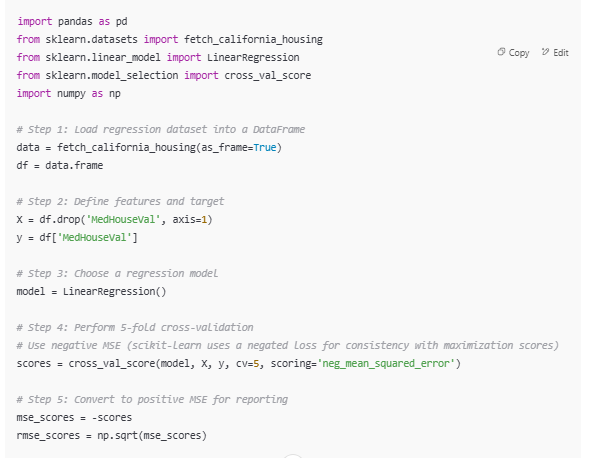 import pandas as pd
from sklearn.datasets import fetch_california_housing
from sklearn.linear_model import LinearRegression
Copy Edit
from sklearn.model_selection import cross_val_score
import numpy as np
# Step 1: Load regression dataset into a DataFrame
data = fetch_california_housing(as_frame=True)
df = data.frame
# Step 2: Define features and target
X = df.drop('MedHouseVal', axis=1)
y = df['MedHouseVal']
# Step 3: Choose a regression model
model = LinearRegression()
# Step 4: Perform 5-fold cross-validation
# Use negative MSE (scikit-learn uses a negated loss for consistency with maximization scores)
scores = cross_val_score(model, X, y, cv=5, scoring='neg_mean_squared_error')
# Step 5: Convert to positive MSE for reporting
mse_scores = -scores
rmse_scores = np.sqrt(mse_scores)